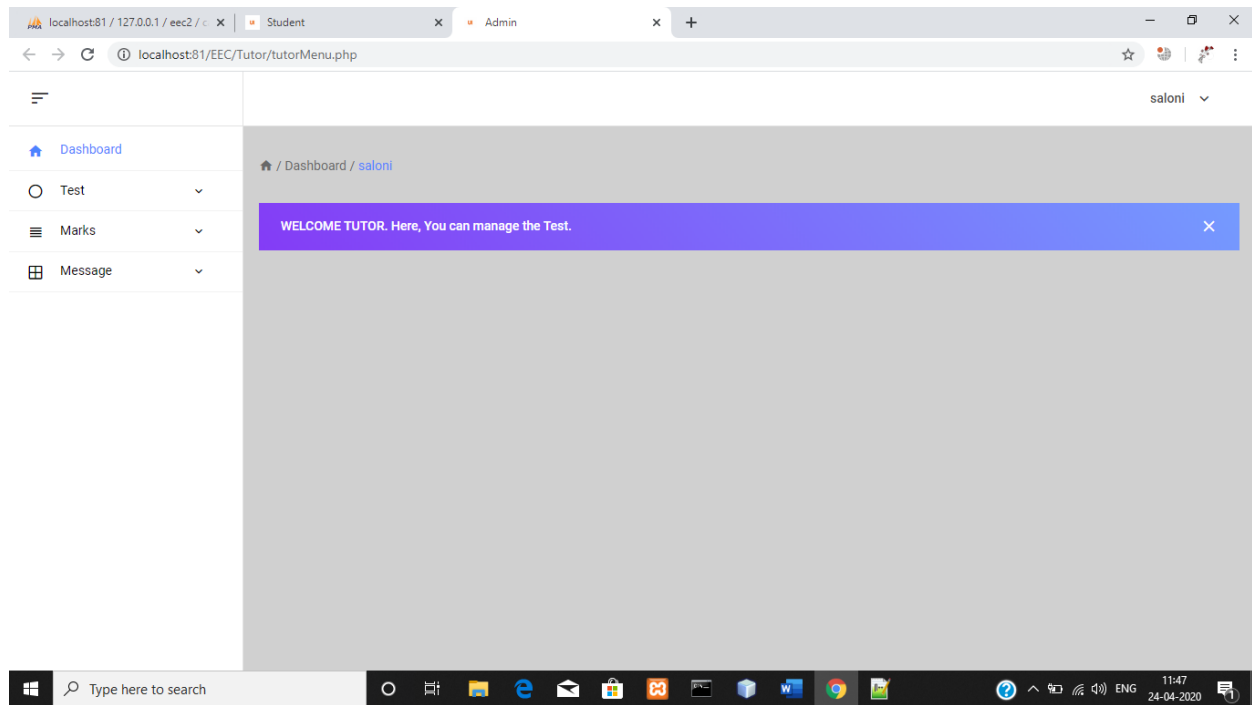 localhost:81 / 127.0.0.1 / eec2 / c
Student
Admin
localhost:81/EEC/Tutor/tutorMenu.php
saloni
Dashboard
/ Dashboard / saloni
Test
WELCOME TUTOR. Here, You can manage the Test.
Marks
Message
Type here to search
ENG
11:47
24-04-2020